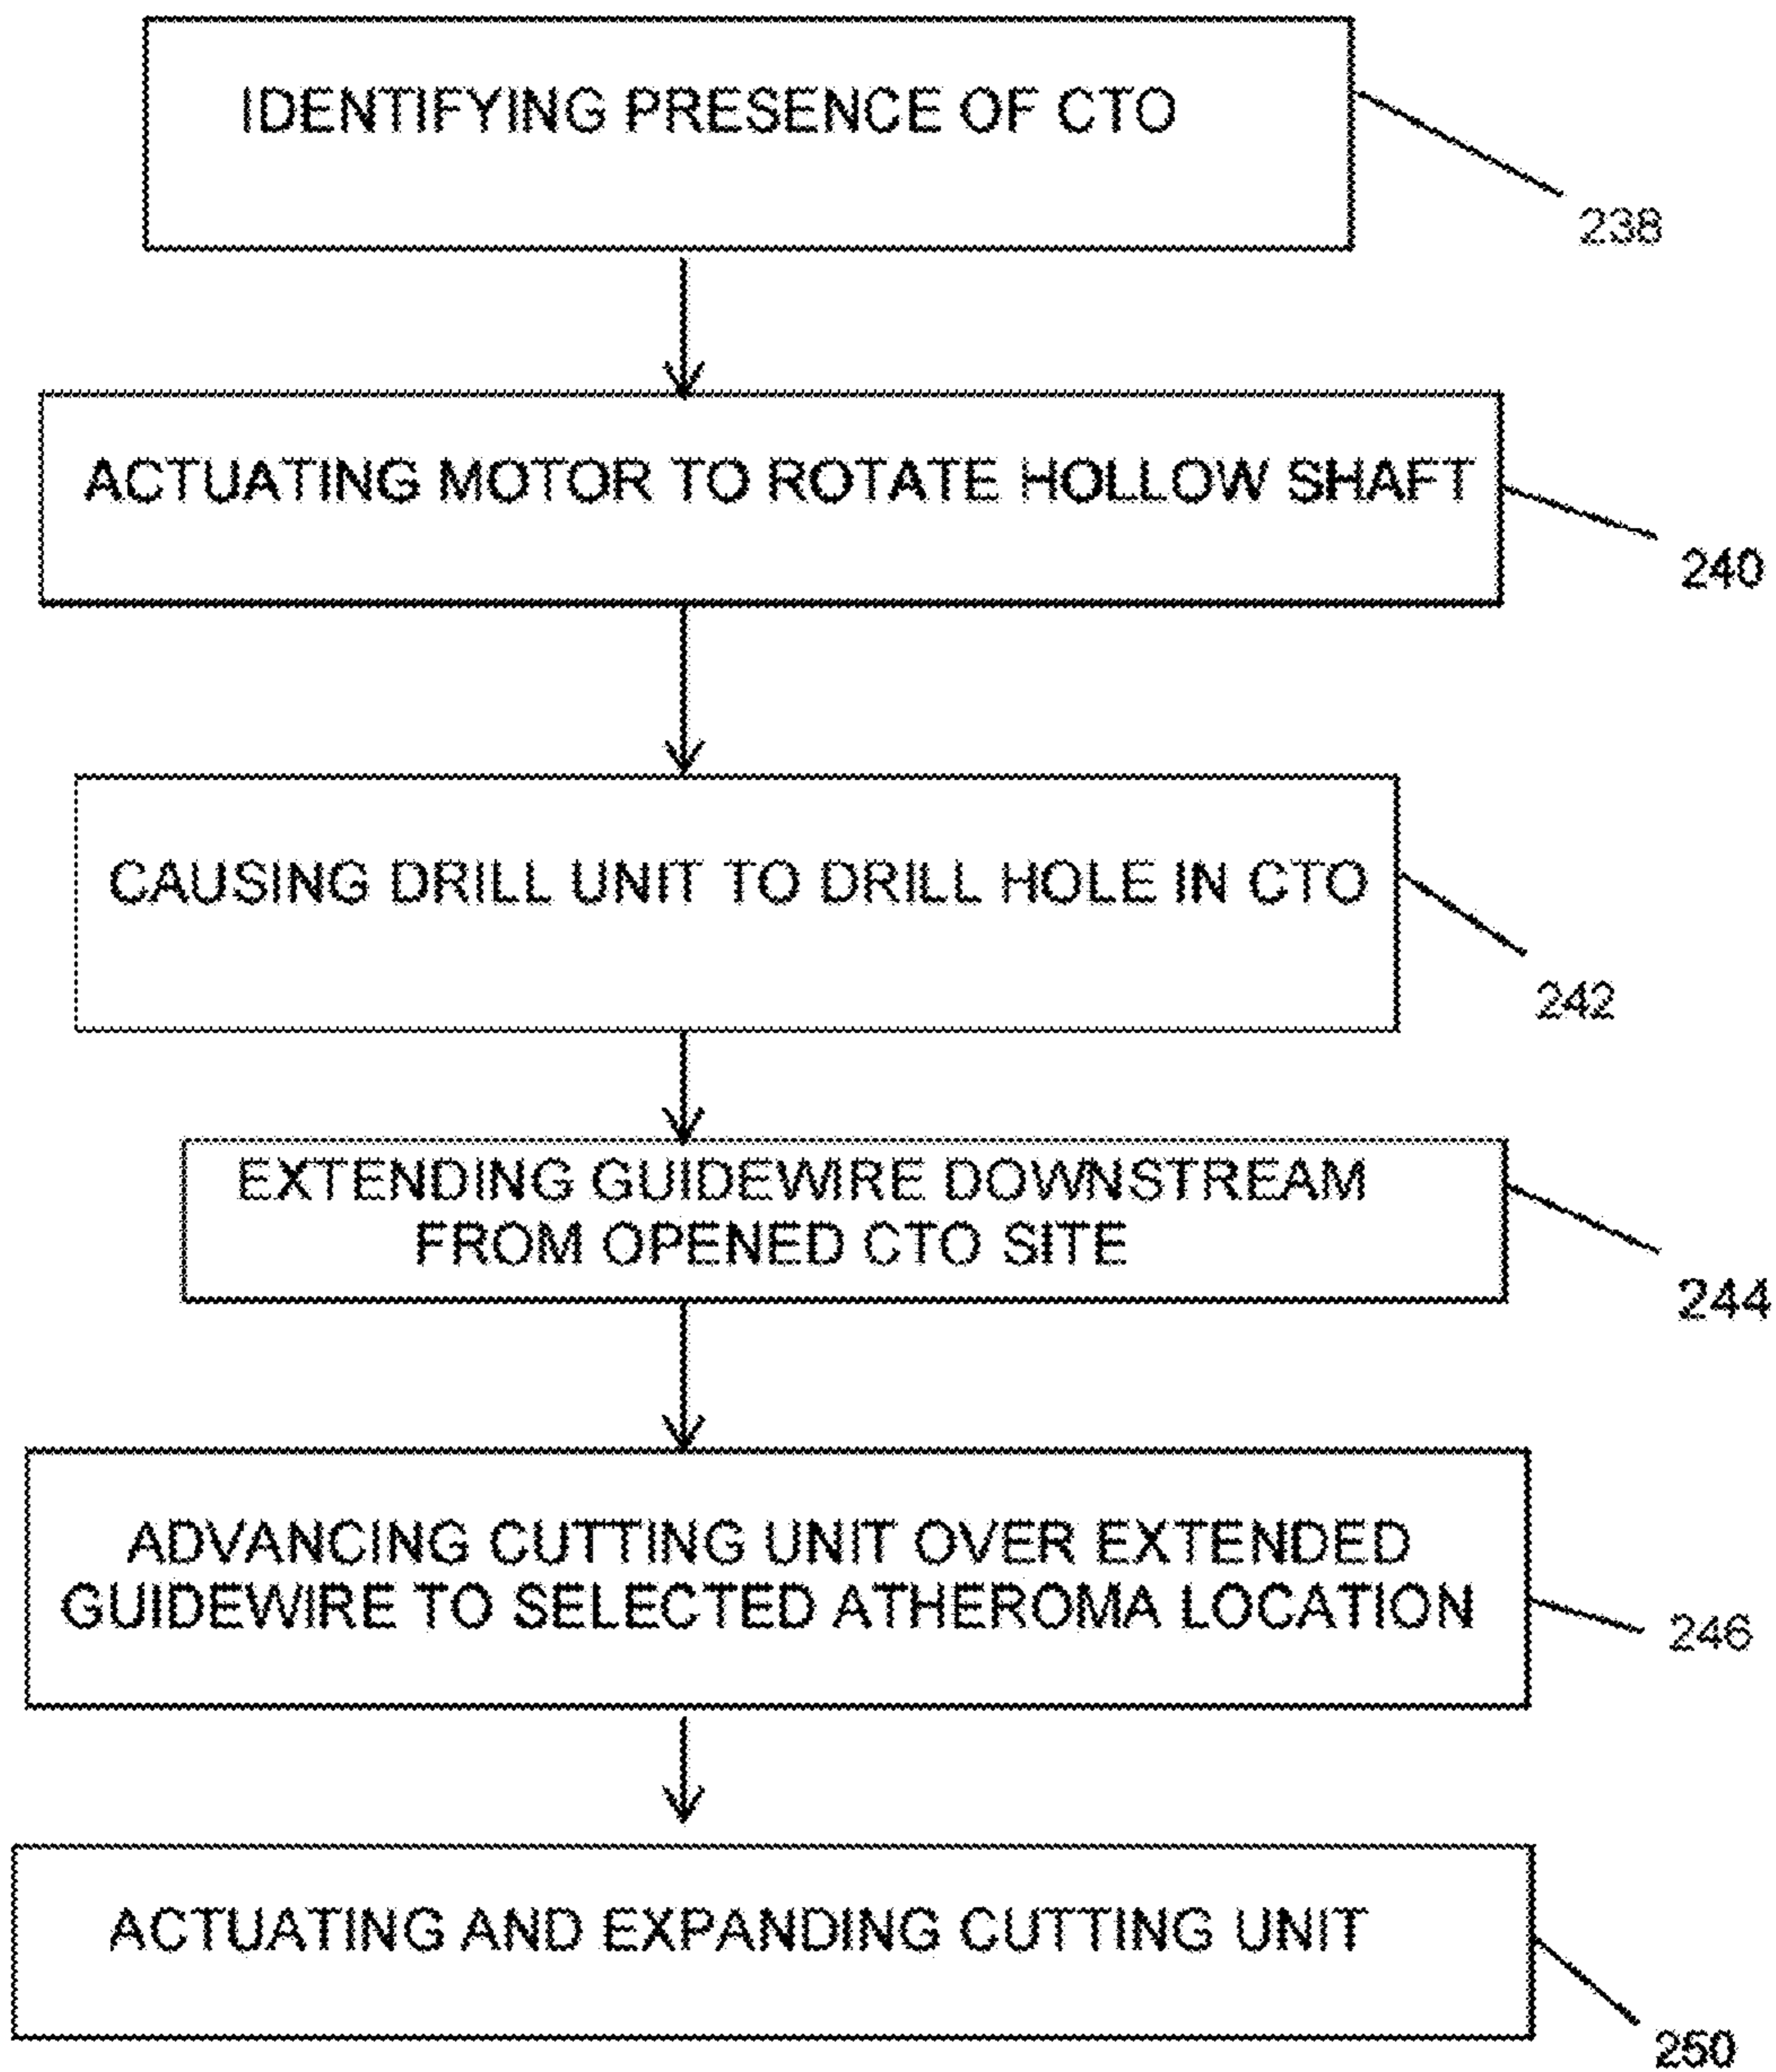 IDENTIFYING PRESENCE OF CTO
238
ACTUATING MOTOR TO ROTATE HOLLOW SHAFT
240
CAUSING DRILL UNIT TO DRILL HOLE IN CTO
242
EXTENDING GUIDEWIRE DOWNSTREAM
FROM OPENED CTO SITE
244
ADVANCING CUTTING UNIT OVER EXTENDED
GUIDEWIRE TO SELECTED ATHEROMA LOCATION
246
ACTUATING AND EXPANDING CUTTING UNIT
250